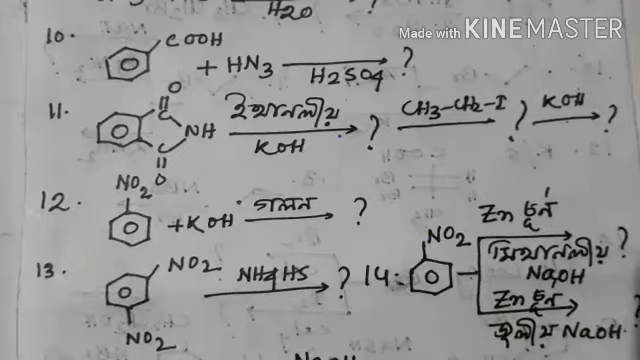 H2O
Made with KINEMASTER
10. COOH + HN3 H2SO4 ?
11. O NH O ইথানলীয় KOH ? CH3-CH2-I ? KOH ?
12. NO2 + KOH গলন ?
13. NO2 NO2 NH4HS ?
14. NO2 Zn চূর্ন
মিথানলীয় NaOH ?
Zn চূর্ন
জলীয় NaOH ?